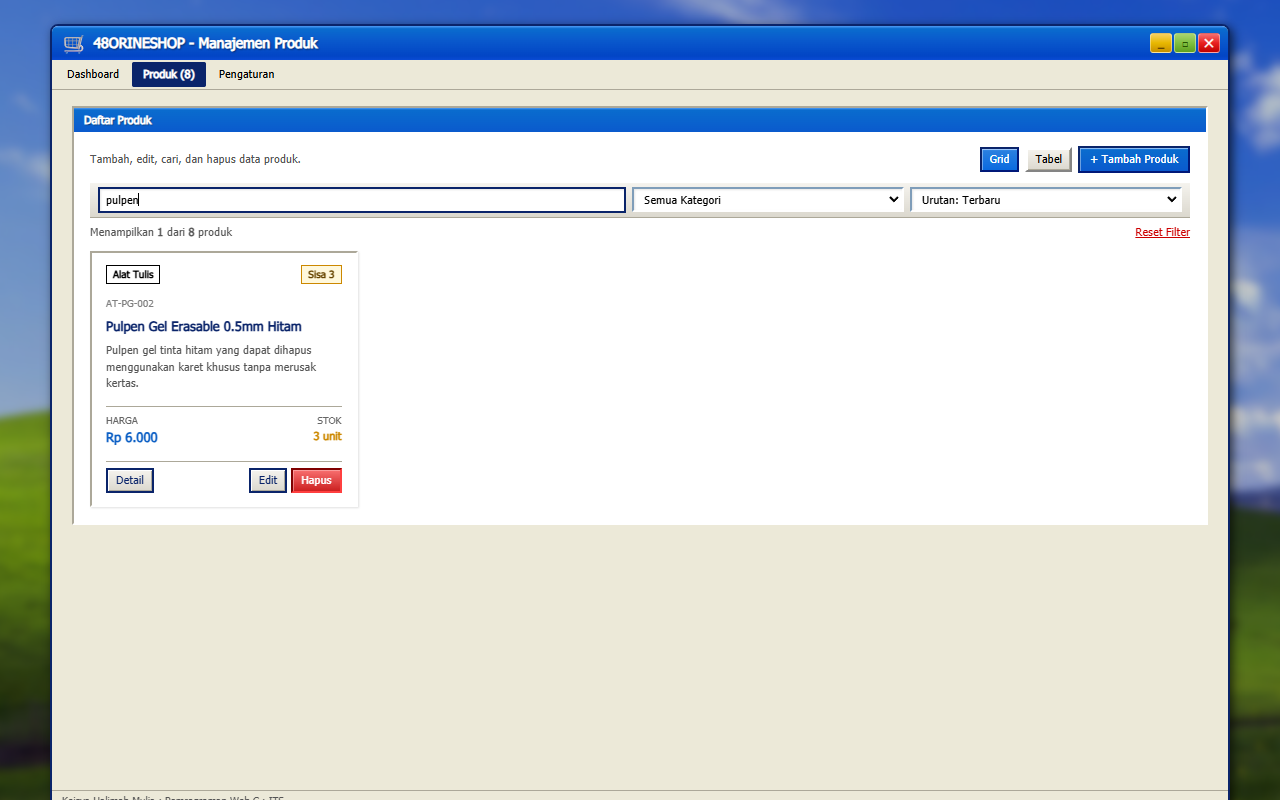 48ORINESHOP - Manajemen Produk
Dashboard
Produk (8)
Pengaturan
Daftar Produk
Tambah, edit, cari, dan hapus data produk.
Grid
Tabel
+ Tambah Produk
pulpen
Semua Kategori
Urutan: Terbaru
Menampilkan 1 dari 8 produk
Reset Filter
Alat Tulis
Sisa 3
AT-PG-002
Pulpen Gel Erasable 0.5mm Hitam
Pulpen gel tinta hitam yang dapat dihapus
menggunakan karet khusus tanpa merusak
kertas.
HARGA
STOK
Rp 6.000
3 unit
Detail
Edit
Hapus